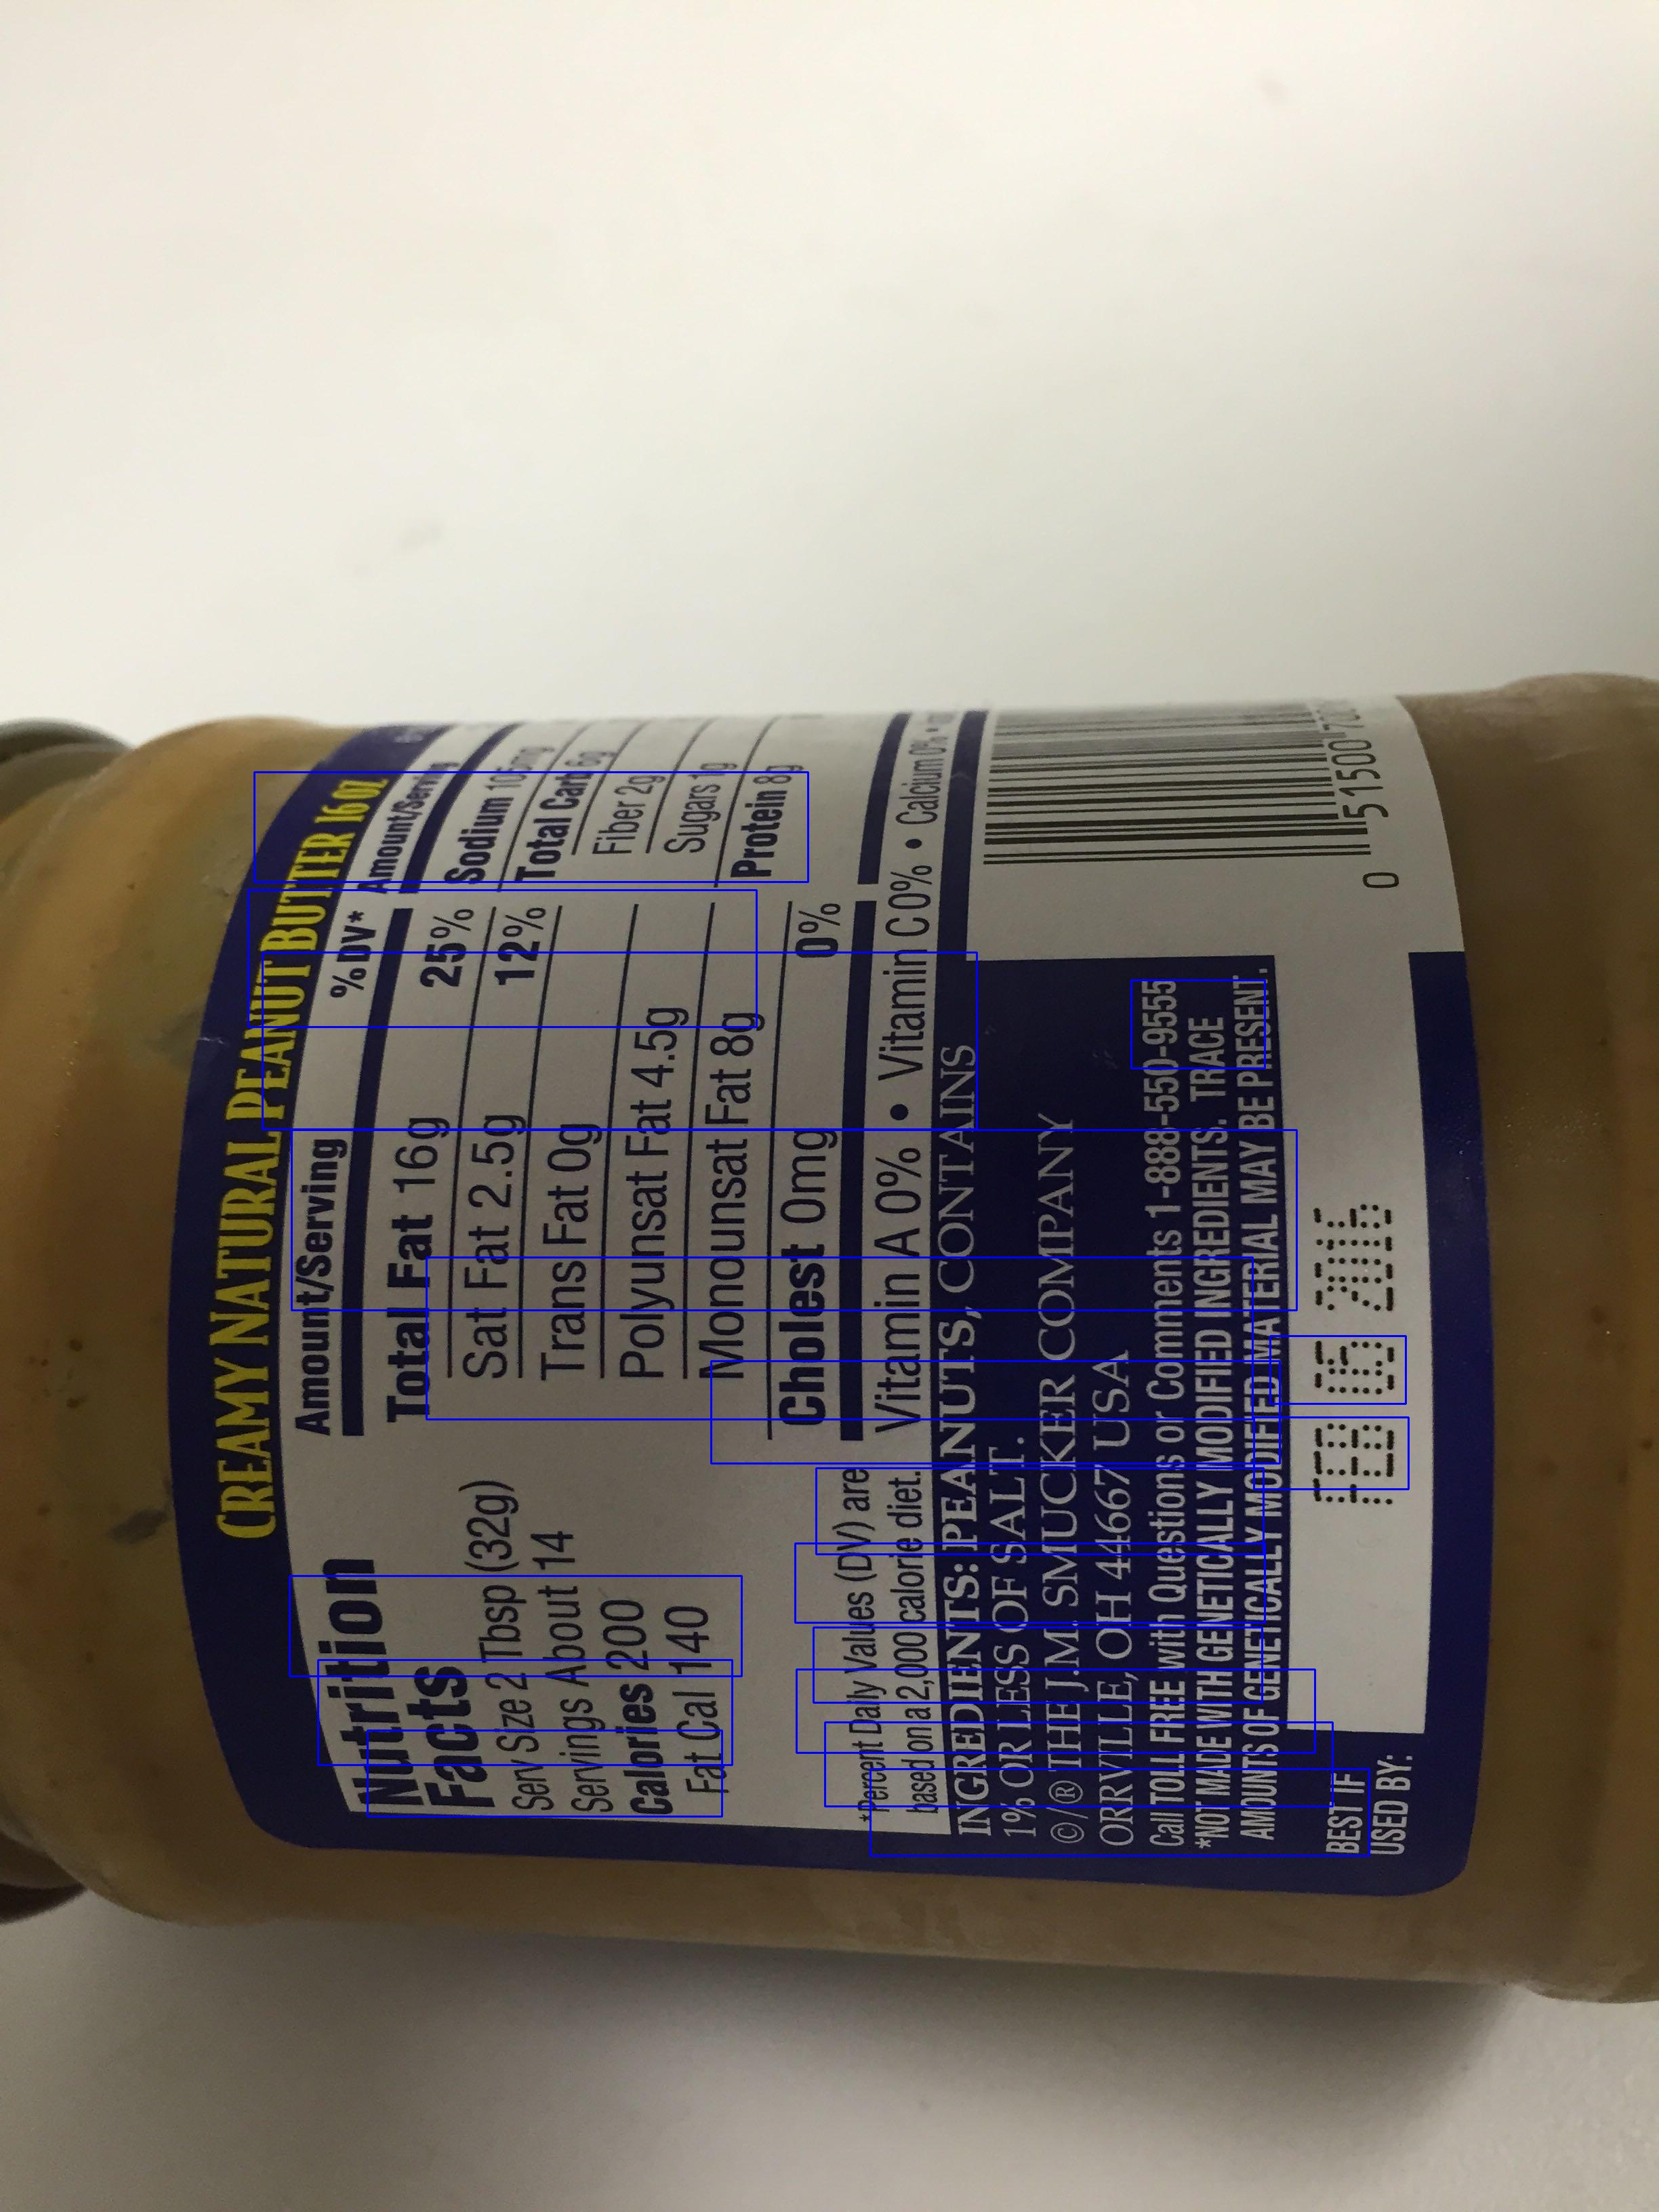 CREAMY NATURAL PEANUT BUTTER 16 OZ
Nutrition
Facts
Serv Size 2 Tbsp (32g)
Servings About 14
Calories 200
Fat Cal 140
*Percent Daily Values (DV) are
based on a 2,000 calorie diet.
Amount/Serving %DV*
Total Fat 16g 25%
Sat Fat 2.5g 12%
Trans Fat 0g
Polyunsat Fat 4.5g
Monounsat Fat 8g
Cholest 0mg 0%
Amount/Serving
Sodium 105mg
Total Carb 6g
Fiber 2g
Sugars 1g
Protein 8g
Vitamin A 0% • Vitamin C 0% • Calcium 0% •
INGREDIENTS: PEANUTS, CONTAINS
1% OR LESS OF SALT.
©/® THE J.M. SMUCKER COMPANY
ORRVILLE, OH 44667 USA
Call TOLL FREE with Questions or Comments 1-888-550-9555
*NOT MADE WITH GENETICALLY MODIFIED INGREDIENTS. TRACE
AMOUNTS OF GENETICALLY MODIFIED MATERIAL MAY BE PRESENT.
BEST IF
USED BY:
FEB 06 2016
0 51500